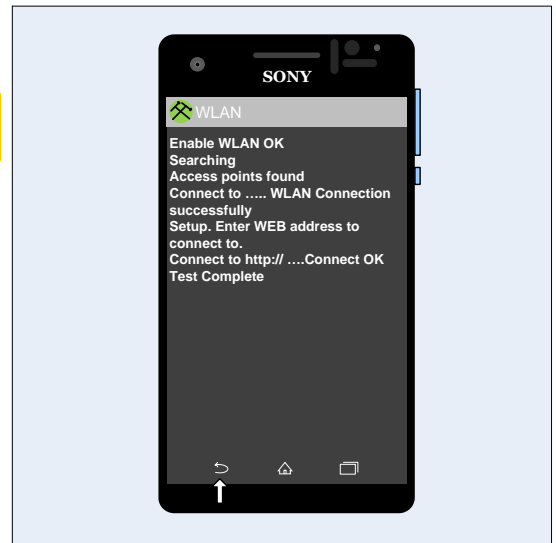 SONY
WLAN
Enable WLAN OK
Searching
Access points found
Connect to ….. WLAN Connection
successfully
Setup. Enter WEB address to
connect to.
Connect to http:// ….Connect OK
Test Complete